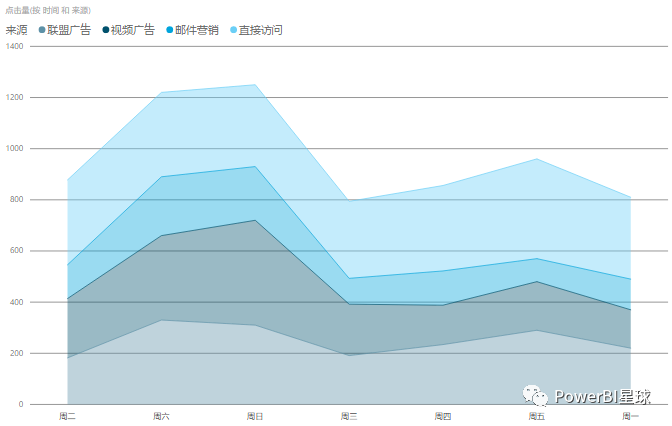 点击量(按 时间 和 来源)
来源 联盟广告 视频广告 邮件营销 直接访问
1400
1200
1000
800
600
400
200
0
周二 周六 周日 周三 周四 周五 周一
PowerBI星球